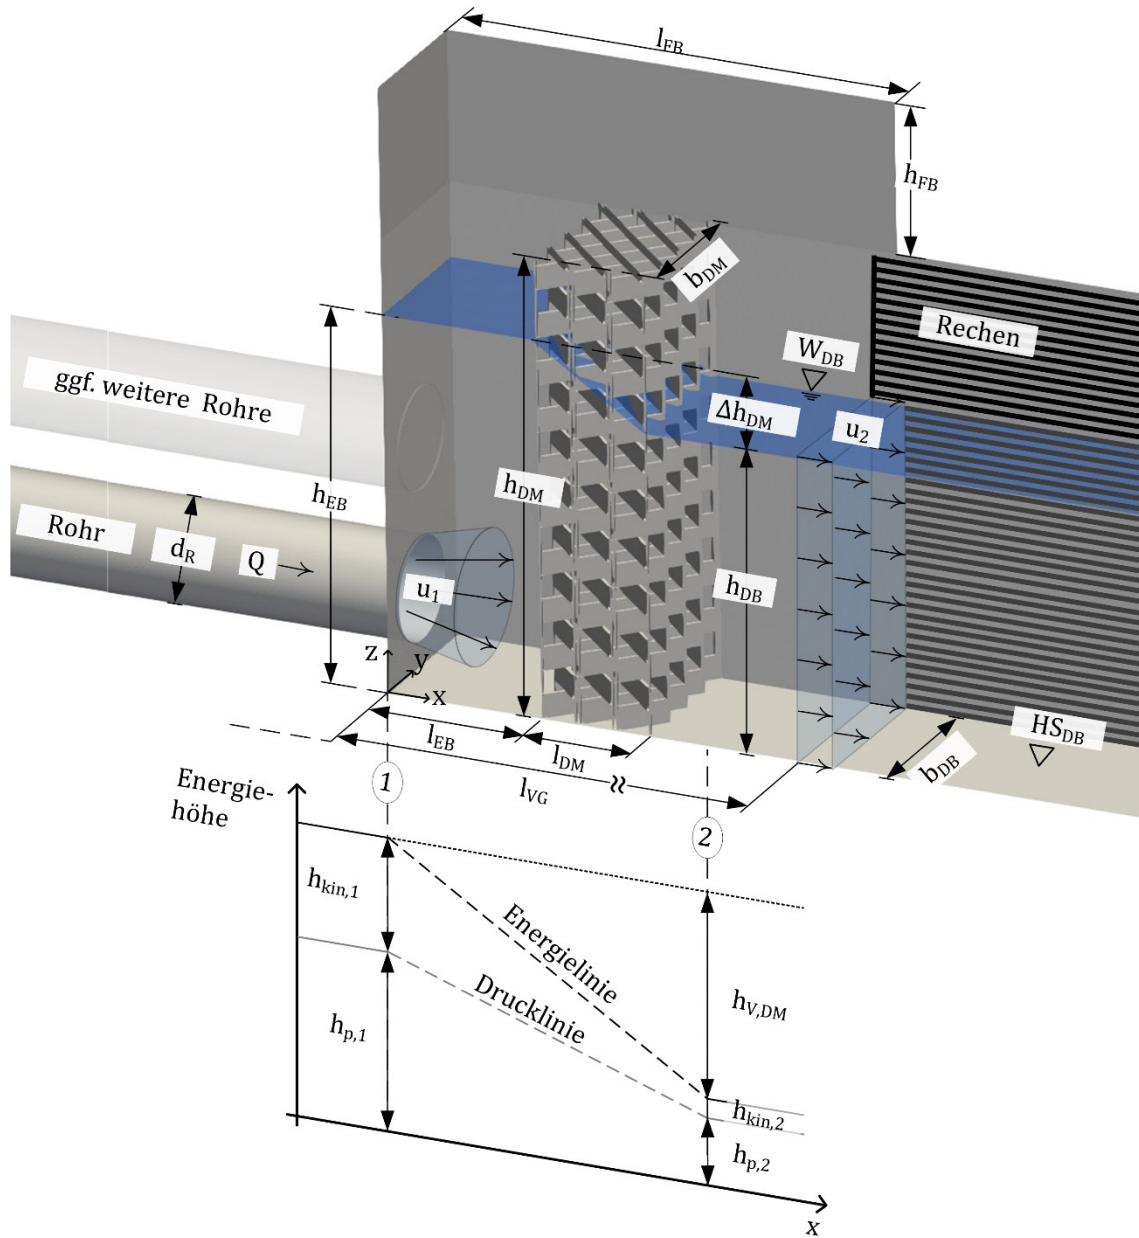 l_FB
h_FB
b_DM
Rechen
W_DB
ggf. weitere Rohre
Δh_DM
u_2
h_EB
h_DM
Rohr
d_R
Q
u_1
h_DB
z
y
x
HS_DB
l_EB
l_DM
b_DB
l_VG
Energie-
höhe
1
2
h_kin,1
Energielinie
Drucklinie
h_V,DM
h_p,1
h_kin,2
h_p,2
x